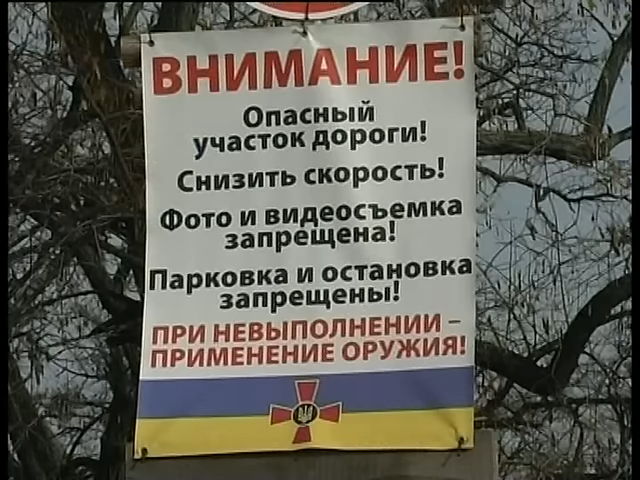 ВНИМАНИЕ!
Опасный
участок дороги!
Снизить скорость!
Фото и видеосъемка
запрещена!
Парковка и остановка
запрещены!
ПРИ НЕВЫПОЛНЕНИИ –
ПРИМЕНЕНИЕ ОРУЖИЯ!